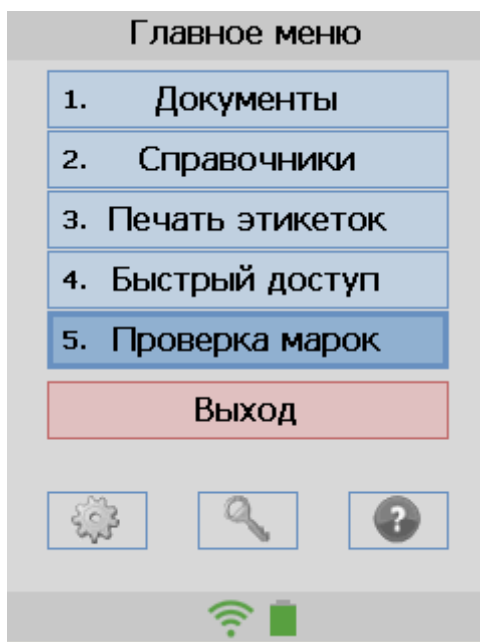 Главное меню
1. Документы
2. Справочники
3. Печать этикеток
4. Быстрый доступ
5. Проверка марок
Выход
?